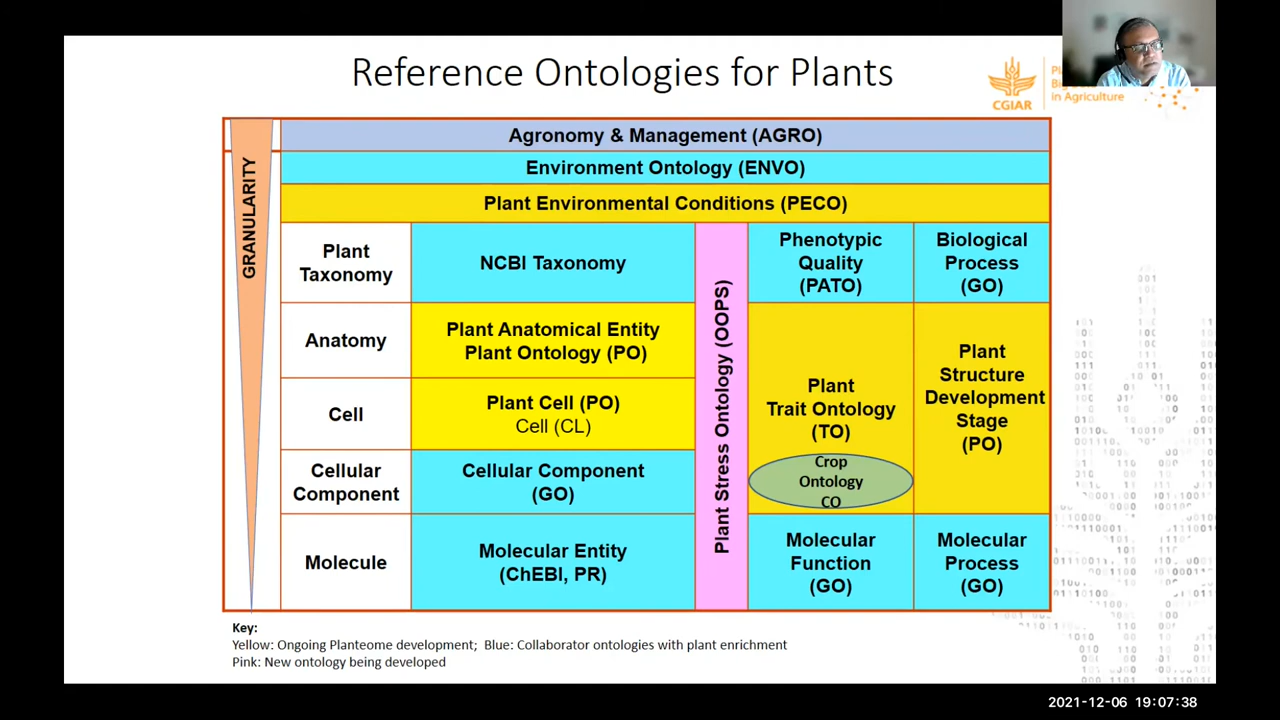 Reference Ontologies for Plants
CGIAR
in Agriculture
GRANULARITY
Agronomy & Management (AGRO)
Environment Ontology (ENVO)
Plant Environmental Conditions (PECO)
Plant
Taxonomy
NCBI Taxonomy
Plant Stress Ontology (OOPS)
Phenotypic
Quality
(PATO)
Biological
Process
(GO)
Anatomy
Plant Anatomical Entity
Plant Ontology (PO)
Plant
Trait Ontology
(TO)
Plant
Structure
Development
Stage
(PO)
Cell
Plant Cell (PO)
Cell (CL)
Cellular
Component
Cellular Component
(GO)
Crop
Ontology
CO
Molecule
Molecular Entity
(ChEBI, PR)
Molecular
Function
(GO)
Molecular
Process
(GO)
Key:
Yellow: Ongoing Planteome development; Blue: Collaborator ontologies with plant enrichment
Pink: New ontology being developed
2021-12-06 19:07:38